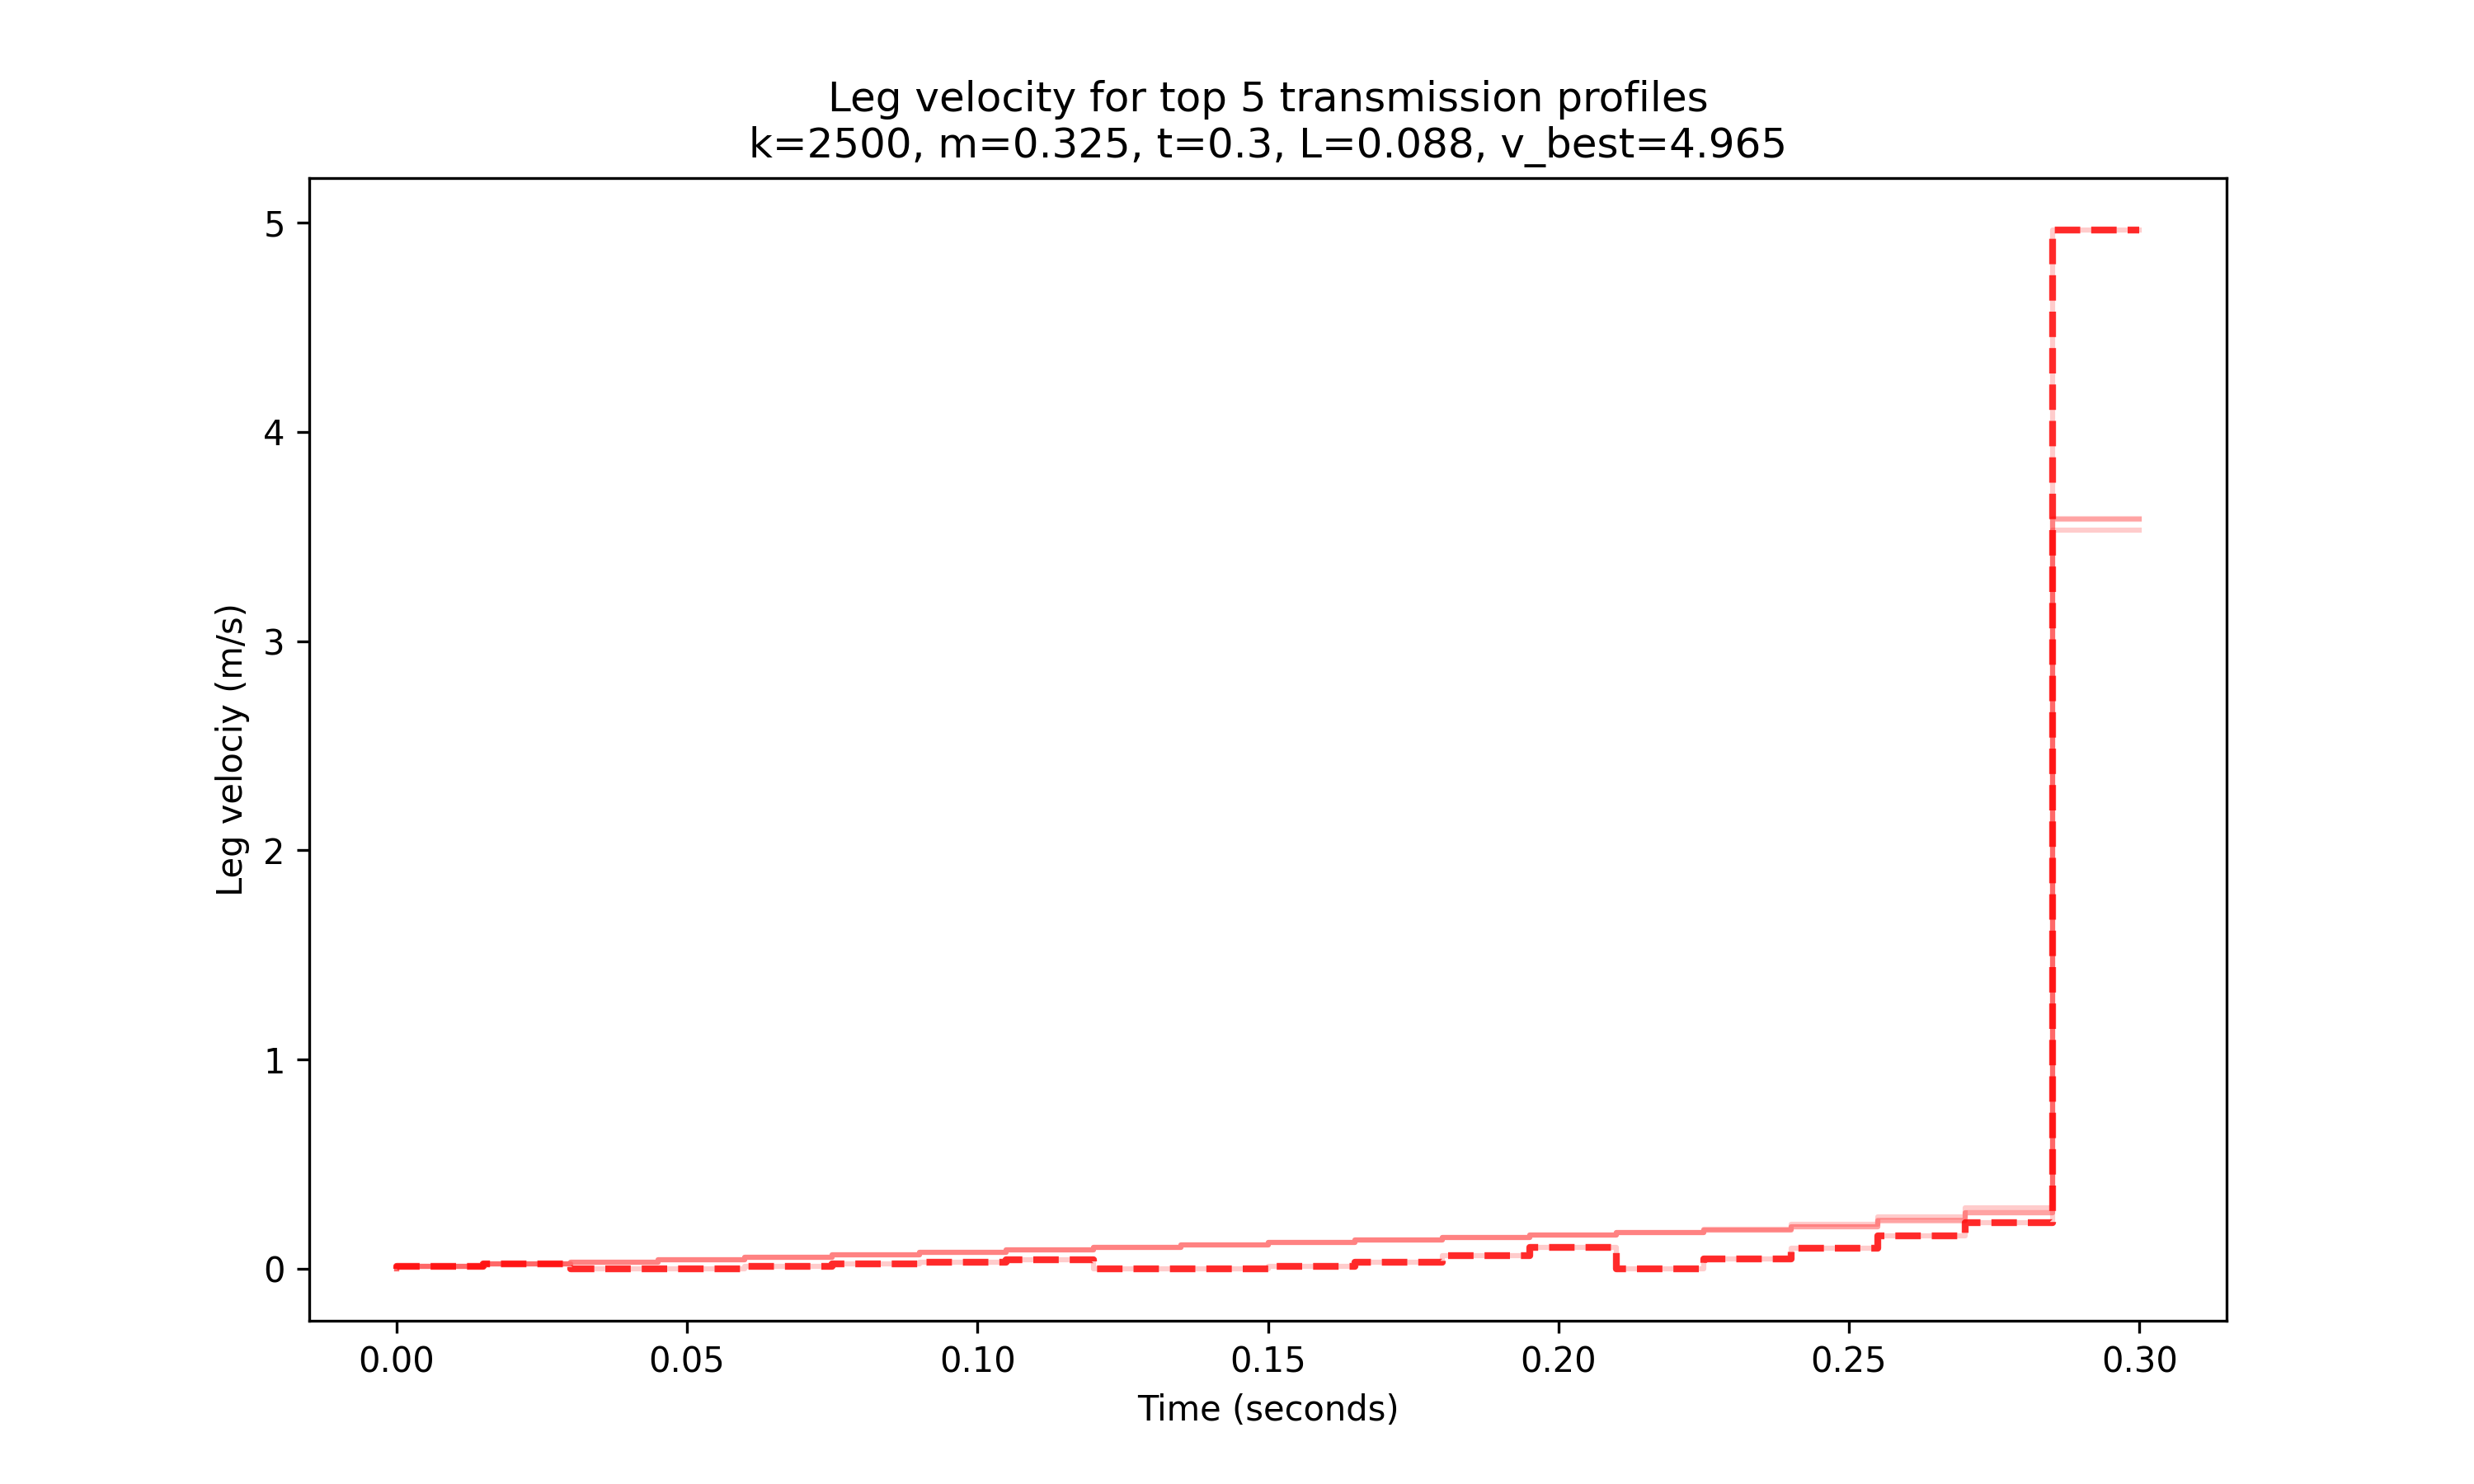 Leg velocity for top 5 transmission profiles
k=2500, m=0.325, t=0.3, L=0.088, v_best=4.965
5
4
3
2
1
0
Leg velociy (m/s)
0.00 0.05 0.10 0.15 0.20 0.25 0.30
Time (seconds)